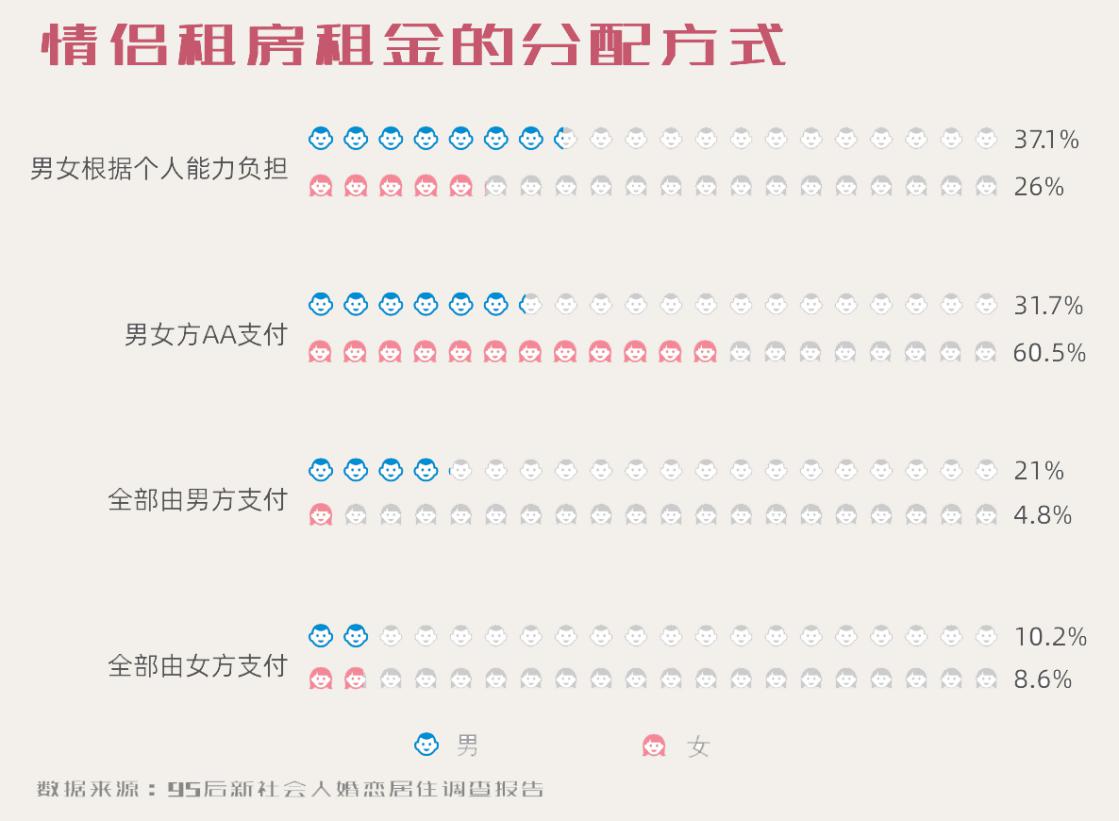 情侣租房租金的分配方式
37.1%
男女根据个人能力负担
26%
31.7%
男女方AA支付
60.5%
21%
全部由男方支付
4.8%
10.2%
全部由女方支付
8.6%
男 女
数据来源：95后新社会人婚恋居住调查报告